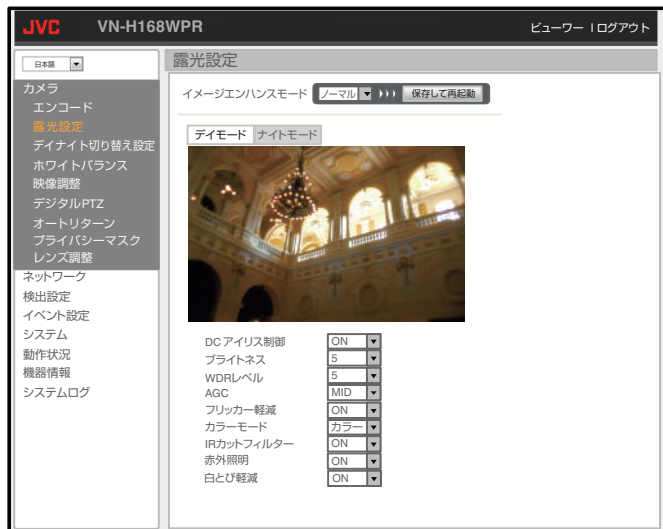 JVC VN-H168WPR ビューワー | ログアウト
日本語
カメラ
エンコード
露光設定
デイナイト切り替え設定
ホワイトバランス
映像調整
デジタルPTZ
オートリターン
プライバシーマスク
レンズ調整
ネットワーク
検出設定
イベント設定
システム
動作状況
機器情報
システムログ
露光設定
イメージエンハンスモード ノーマル 保存して再起動
デイモード ナイトモード
DC アイリス制御 ON
ブライトネス 5
WDRレベル 5
AGC MID
フリッカー軽減 ON
カラーモード カラー
IRカットフィルター ON
赤外照明 ON
白とび軽減 ON